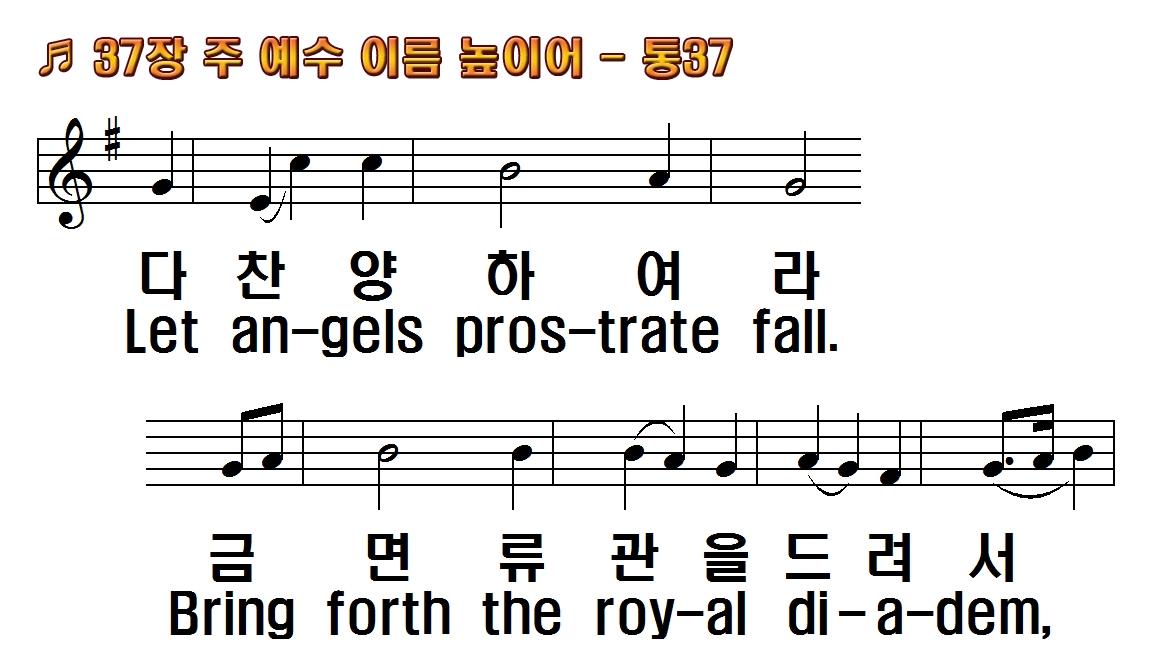 ♬ 37장 주 예수 이름 높이어 - 통37
다 찬 양 하 여 라
Let an-gels pros-trate fall.
금 면 류 관 을 드 려 서
Bring forth the roy-al di-a-dem,